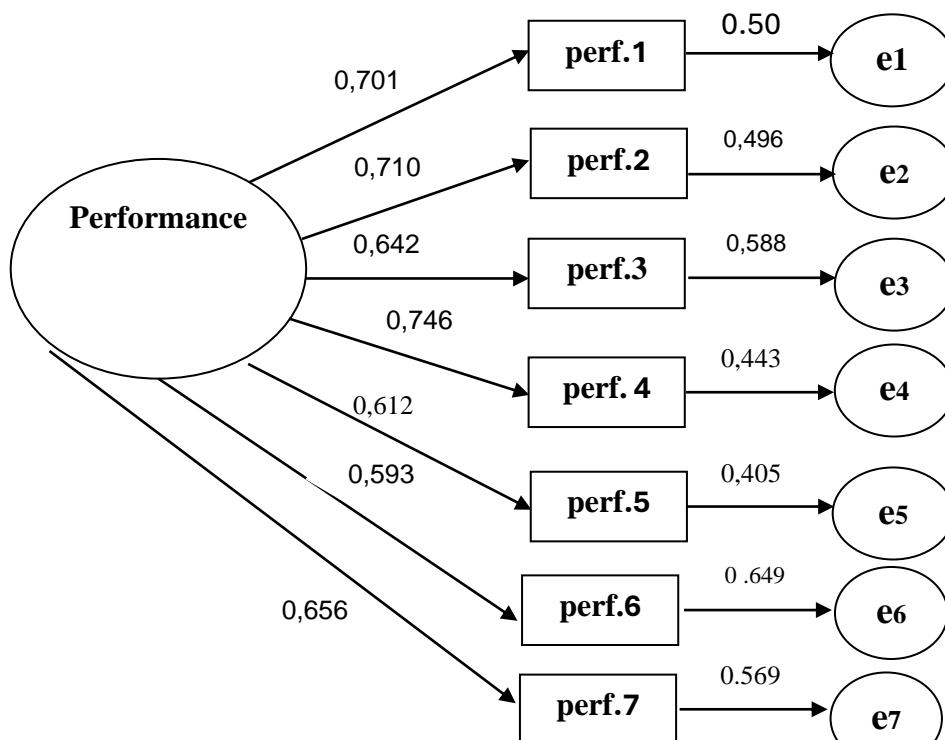 0.50
perf.1
e1
0,701
0,496
perf.2
e2
0,710
Performance
0,642
0,588
perf.3
e3
0,746
0,443
perf. 4
e4
0,612
0,593
0,405
perf.5
e5
0 .649
perf.6
e6
0,656
0.569
perf.7
e7